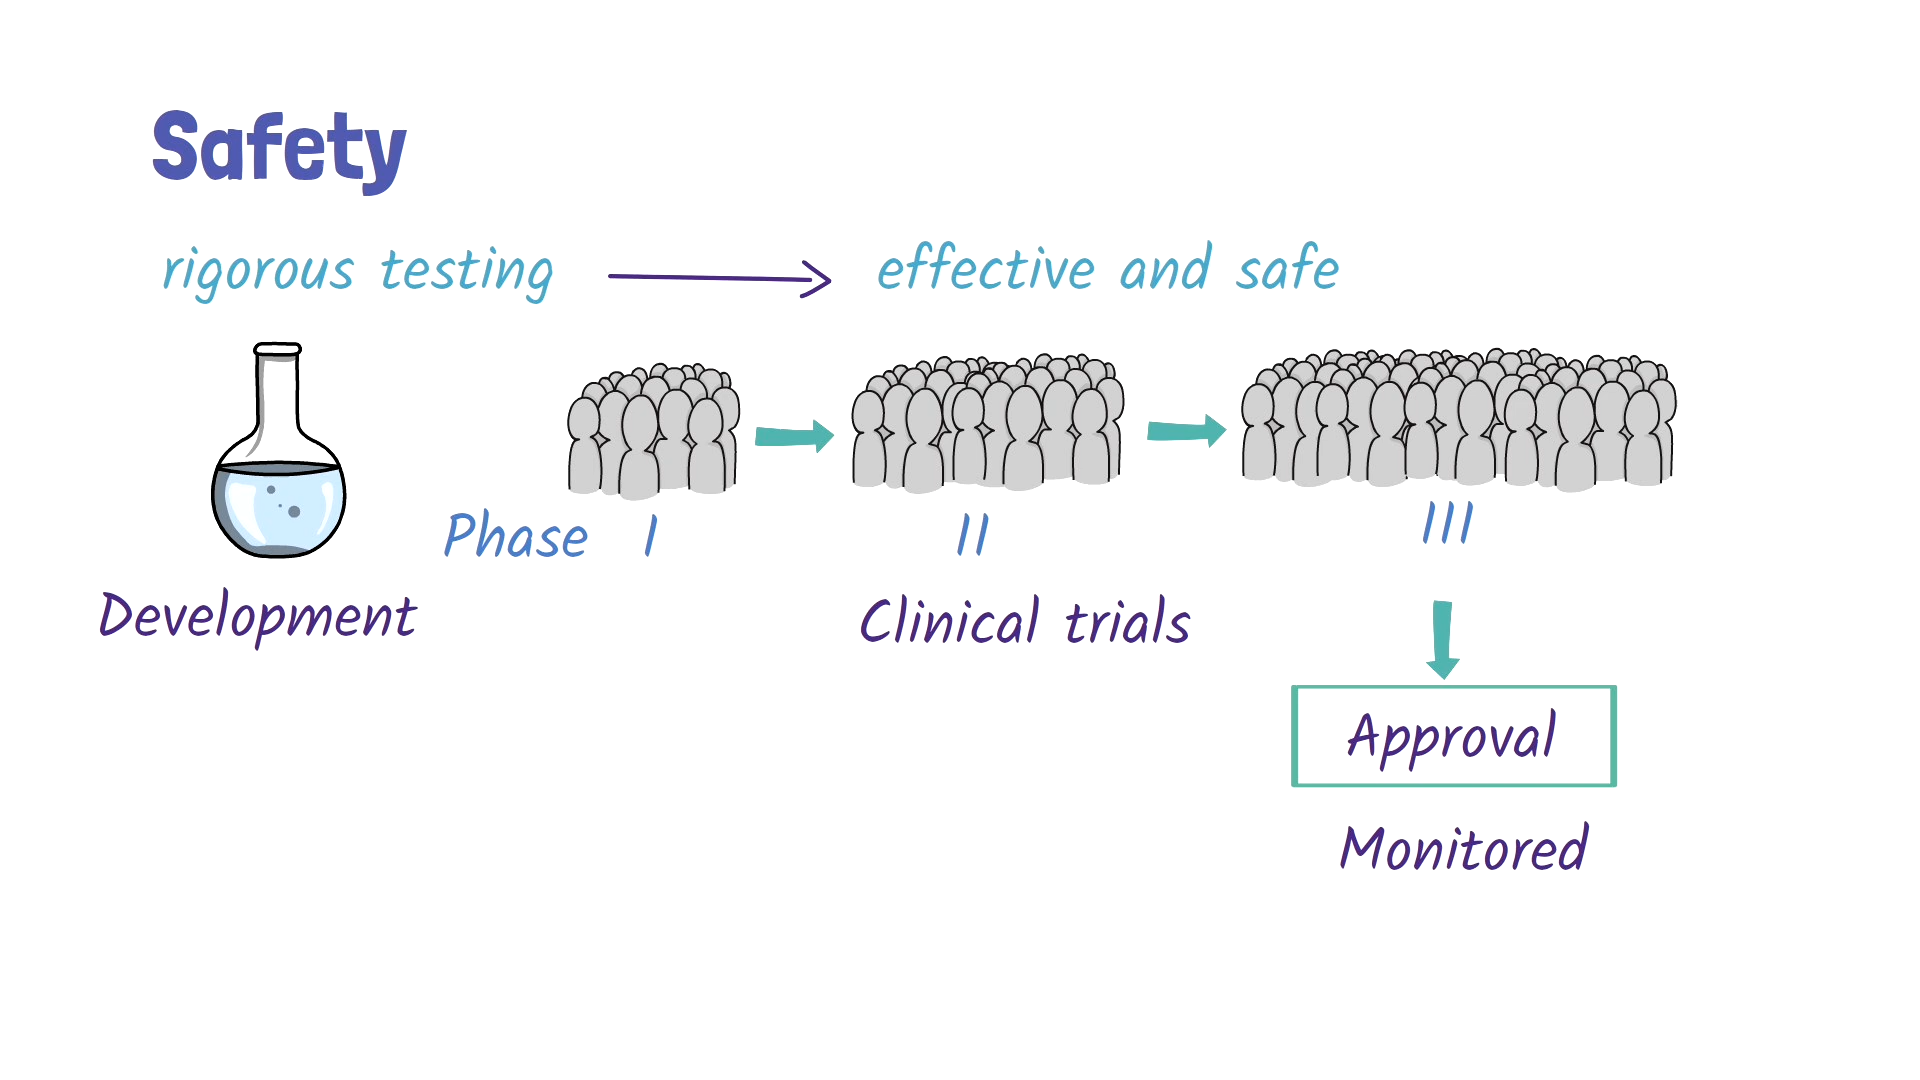 Safety
rigorous testing effective and safe
Phase I II III
Development Clinical trials
Approval
Monitored